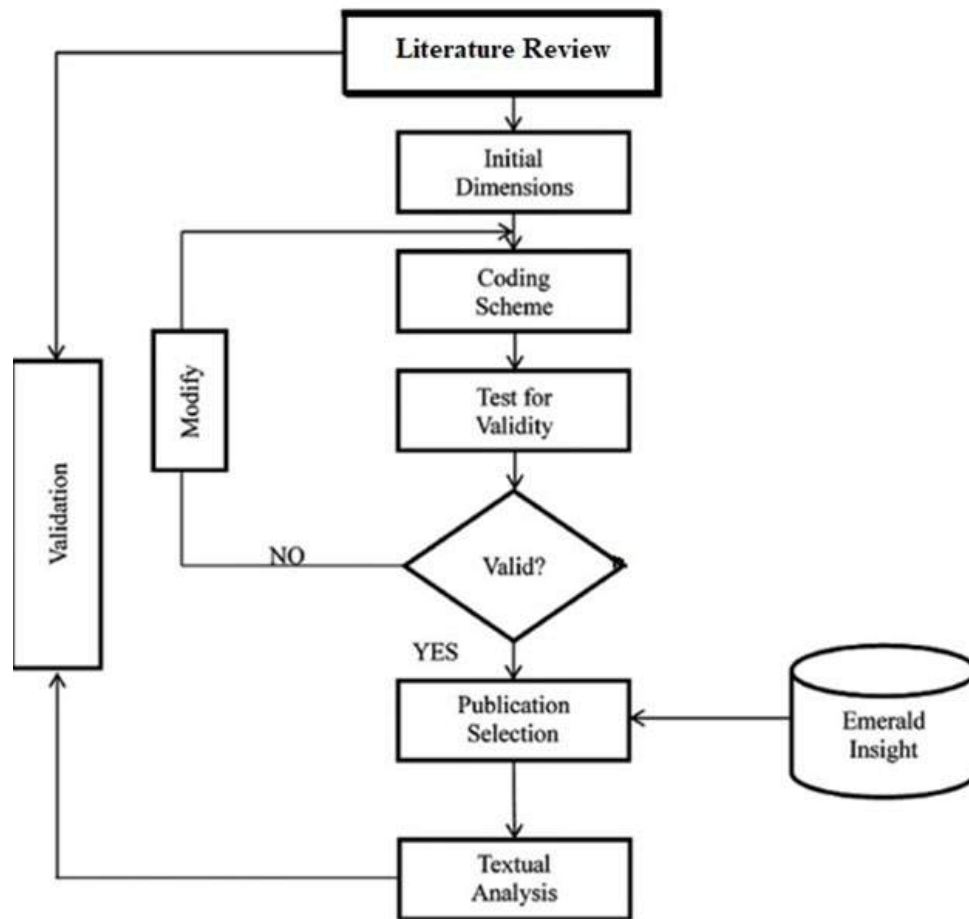 Literature Review
Initial
Dimensions
Coding
Scheme
Modify
Test for
Validity
Validation
NO
Valid?
YES
Publication
Selection
Emerald
Insight
Textual
Analysis